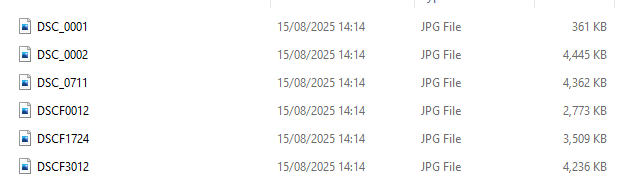 DSC_0001 15/08/2025 14:14 JPG File 361 KB
DSC_0002 15/08/2025 14:14 JPG File 4,445 KB
DSC_0711 15/08/2025 14:14 JPG File 4,362 KB
DSCF0012 15/08/2025 14:14 JPG File 2,773 KB
DSCF1724 15/08/2025 14:14 JPG File 3,509 KB
DSCF3012 15/08/2025 14:14 JPG File 4,236 KB